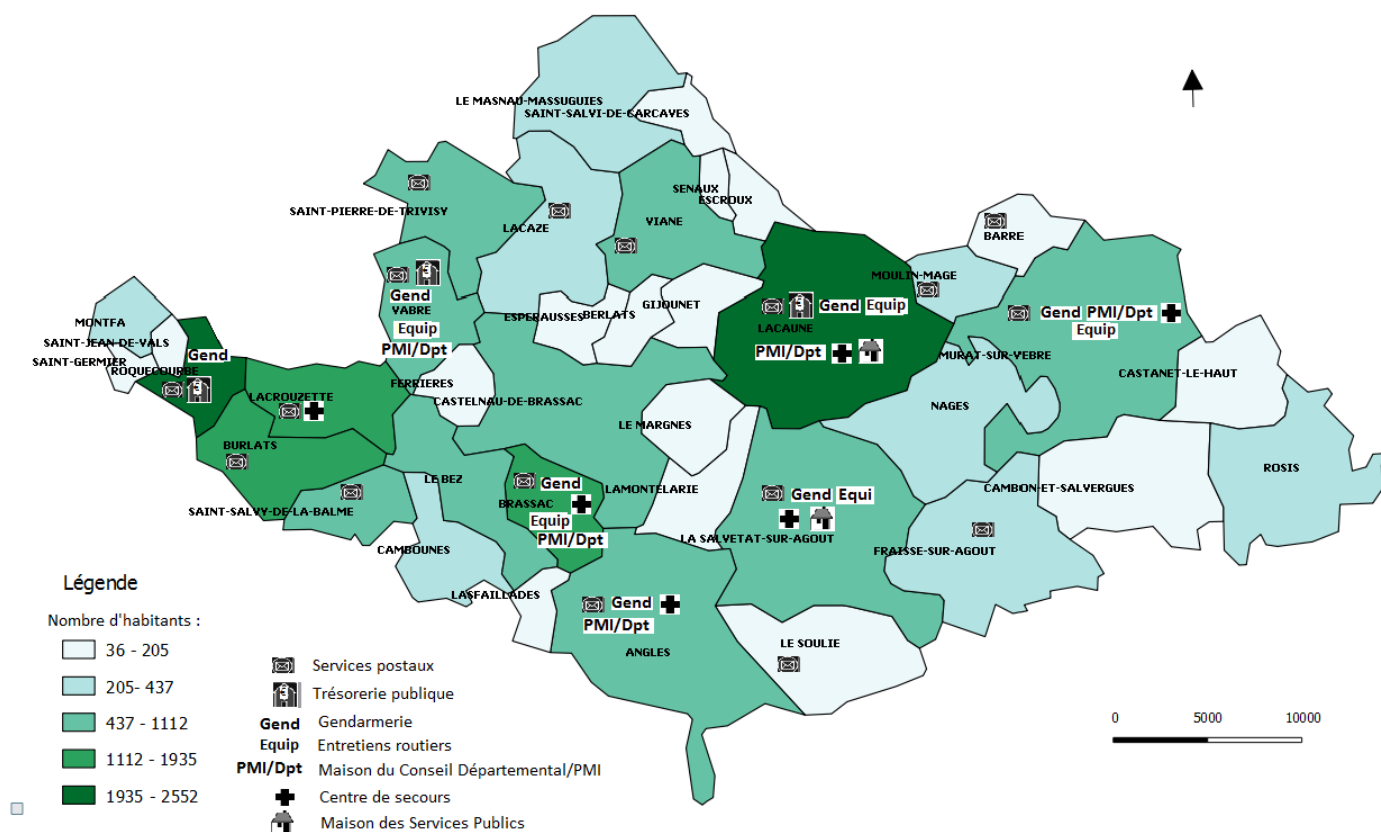 LE MASNAU-MASSUGUIES
SAINT-SALVI-DE-CARCAVES
SENAUX
ESCROUX
SAINT-PIERRE-DE-TRIVISY
LACAZE
VIANE
BARRE
MOULIN-MAGE
Gend
VABRE
Equip
PMI/Dpt
ESPERAUSSES
BERLATS
GIJOUNET
Gend Equip
LACAUNE
PMI/Dpt
Gend PMI/Dpt
Equip
MURAT-SUR-VEBRE
CASTANET-LE-HAUT
MONTFA
SAINT-JEAN-DE-VALS
SAINT-GERMIER
Gend
ROQUECOURBE
LACROUZETTE
FERRIERES
CASTELNAU-DE-BRASSAC
LE MARGNES
NAGES
BURLATS
SAINT-SALVY-DE-LA-BALME
LE BEZ
Gend
BRASSAC
Equip
PMI/Dpt
LAMONTELARIE
Gend Equi
LA SALVETAT-SUR-AGOUT
CAMBON-ET-SALVERGUES
ROSIS
FRAISSE-SUR-AGOUT
CAMBOUNES
LASFAILLADES
Gend
PMI/Dpt
ANGLES
LE SOULIE
Légende
Nombre d'habitants :
36 - 205
205- 437
437 - 1112
1112 - 1935
1935 - 2552
Services postaux
Trésorerie publique
Gend Gendarmerie
Equip Entretiens routiers
PMI/Dpt Maison du Conseil Départemental/PMI
Centre de secours
Maison des Services Publics
0 5000 10000